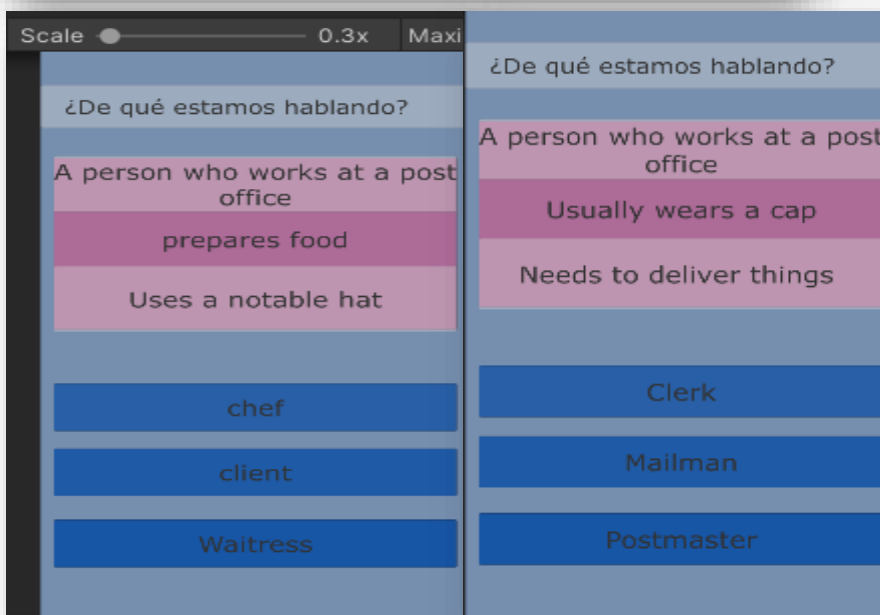 Scale 0.3x Maxi
¿De qué estamos hablando?
A person who works at a post
office
prepares food
Uses a notable hat
chef
client
Waitress
¿De qué estamos hablando?
A person who works at a post
office
Usually wears a cap
Needs to deliver things
Clerk
Mailman
Postmaster